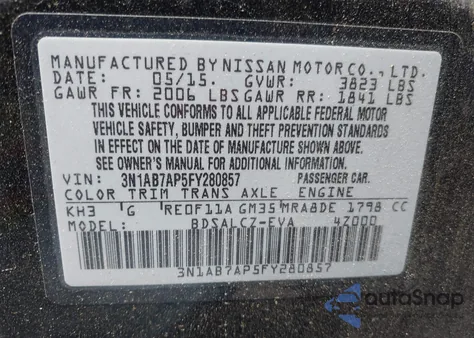 MANUFACTURED BY NISSAN MOTOR CO., LTD.
DATE: 05/15. GVWR: 3823 LBS
GAWR FR: 2006 LBS GAWR RR: 1841 LBS
THIS VEHICLE CONFORMS TO ALL APPLICABLE FEDERAL MOTOR
VEHICLE SAFETY, BUMPER AND THEFT PREVENTION STANDARDS
IN EFFECT ON THE DATE OF MANUFACTURE SHOWN ABOVE.
SEE OWNER'S MANUAL FOR ADDITIONAL INFORMATION.
VIN: 3N1AB7AP5FY280857 PASSENGER CAR.
COLOR TRIM TRANS AXLE ENGINE
KH3 G RE0F11A GM35 MRA8DE 1798 CC
MODEL: BDSALCZ-EVA 4Z000
3N1AB7AP5FY280857
autoSnap